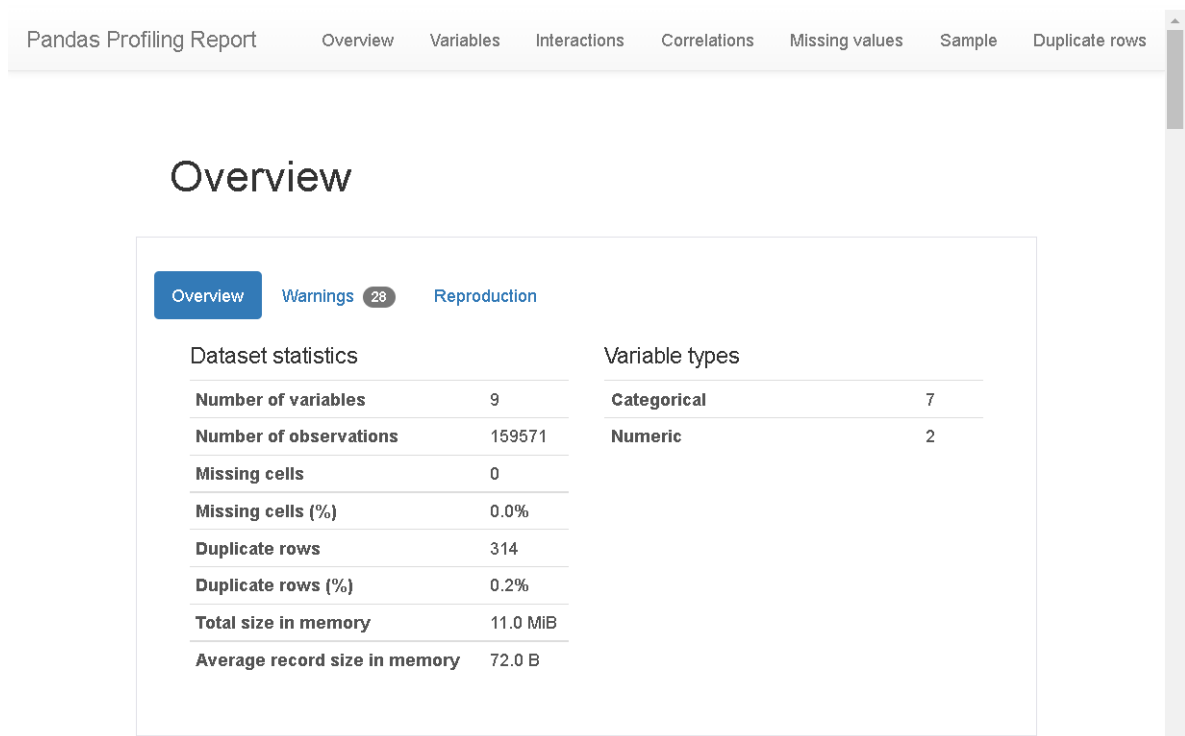 Pandas Profiling Report Overview Variables Interactions Correlations Missing values Sample Duplicate rows
Overview
Overview Warnings 28 Reproduction
Dataset statistics
Number of variables 9
Number of observations 159571
Missing cells 0
Missing cells (%) 0.0%
Duplicate rows 314
Duplicate rows (%) 0.2%
Total size in memory 11.0 MiB
Average record size in memory 72.0 B
Variable types
Categorical 7
Numeric 2